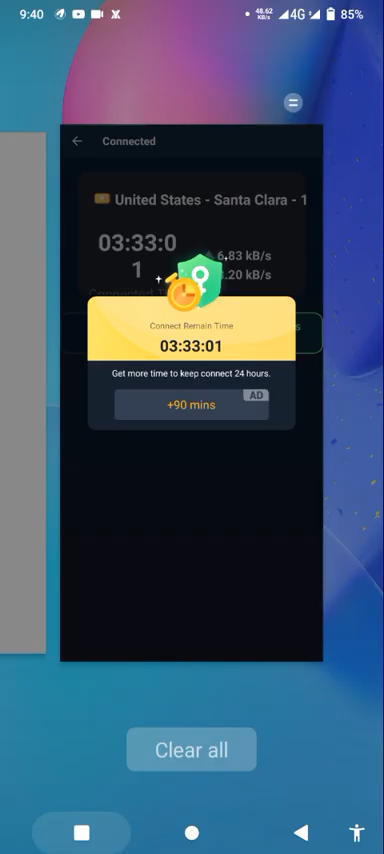 9:40
48.62
KB/s
4G
85%
Connected
United States - Santa Clara - 1
03:33:0
1
6.83 kB/s
.20 kB/s
Connect Remain Time
03:33:01
Get more time to keep connect 24 hours.
AD
+90 mins
Clear all